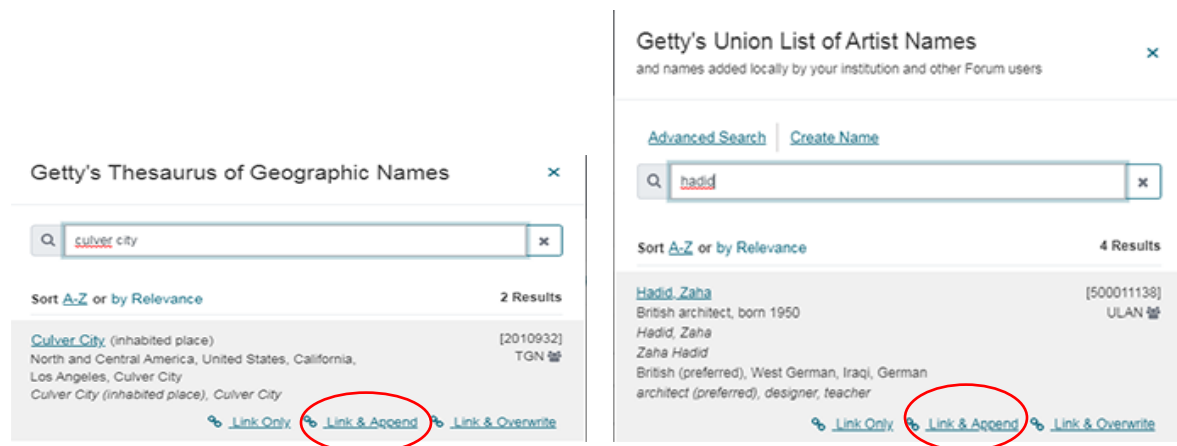 Getty's Thesaurus of Geographic Names ×
culver city ×
Sort A-Z or by Relevance 2 Results
Culver City (inhabited place) [2010932]
North and Central America, United States, California, TGN
Los Angeles, Culver City
Culver City (inhabited place), Culver City
Link Only Link & Append Link & Overwrite
Getty's Union List of Artist Names ×
and names added locally by your institution and other Forum users
Advanced Search Create Name
hadid ×
Sort A-Z or by Relevance 4 Results
Hadid, Zaha [500011138]
British architect, born 1950 ULAN
Hadid, Zaha
Zaha Hadid
British (preferred), West German, Iraqi, German
architect (preferred), designer, teacher
Link Only Link & Append Link & Overwrite